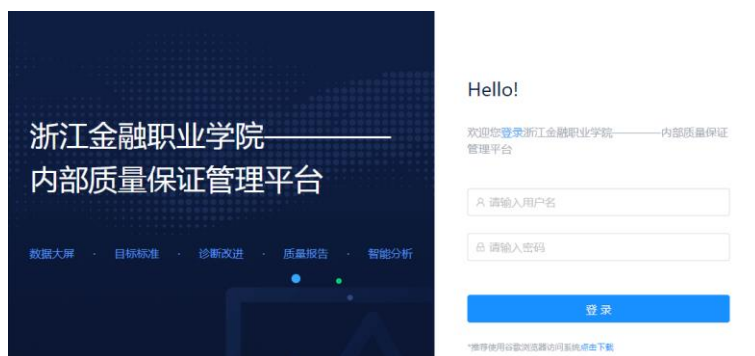 浙江金融职业学院————
内部质量保证管理平台
数据大屏 · 目标标准 · 诊断改进 · 质量报告 · 智能分析
Hello!
欢迎您登录浙江金融职业学院————内部质量保证
管理平台
请输入用户名
请输入密码
登 录
*推荐使用谷歌浏览器访问系统点击下载